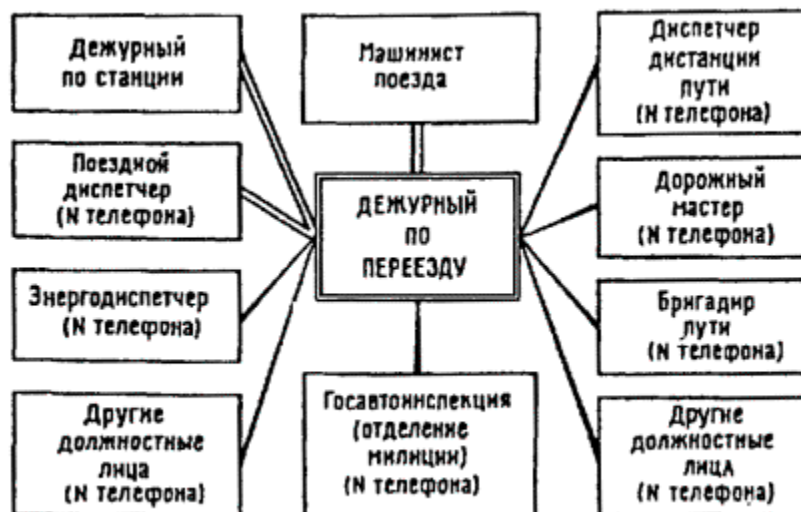 Дежурный
по станции
Машинист
поезда
Диспетчер
дистанции
пути
(N телефона)
Поездной
диспетчер
(N телефона)
ДЕЖУРНЫЙ
ПО
ПЕРЕЕЗДУ
Дорожный
мастер
(N телефона)
Энергодиспетчер
(N телефона)
Бригадир
пути
(N телефона)
Другие
должностные
лица
(N телефона)
Госавтоинспекция
(отделение
милиции)
(N телефона)
Другие
должностные
лица
(N телефона)